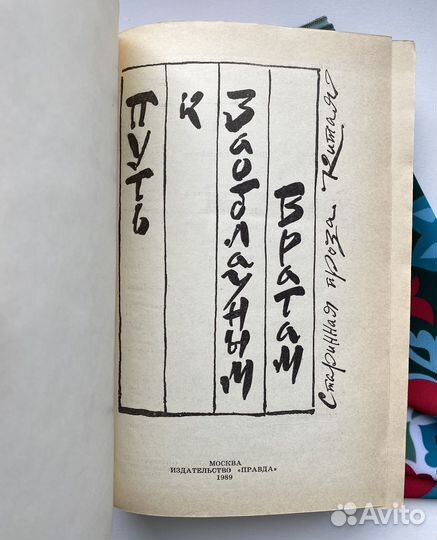 ПУТЬ
К
ЗАОБЛАЧНЫМ
ВРАТАМ
Старинная проза Китая
МОСКВА
ИЗДАТЕЛЬСТВО «ПРАВДА»
1989
Avito